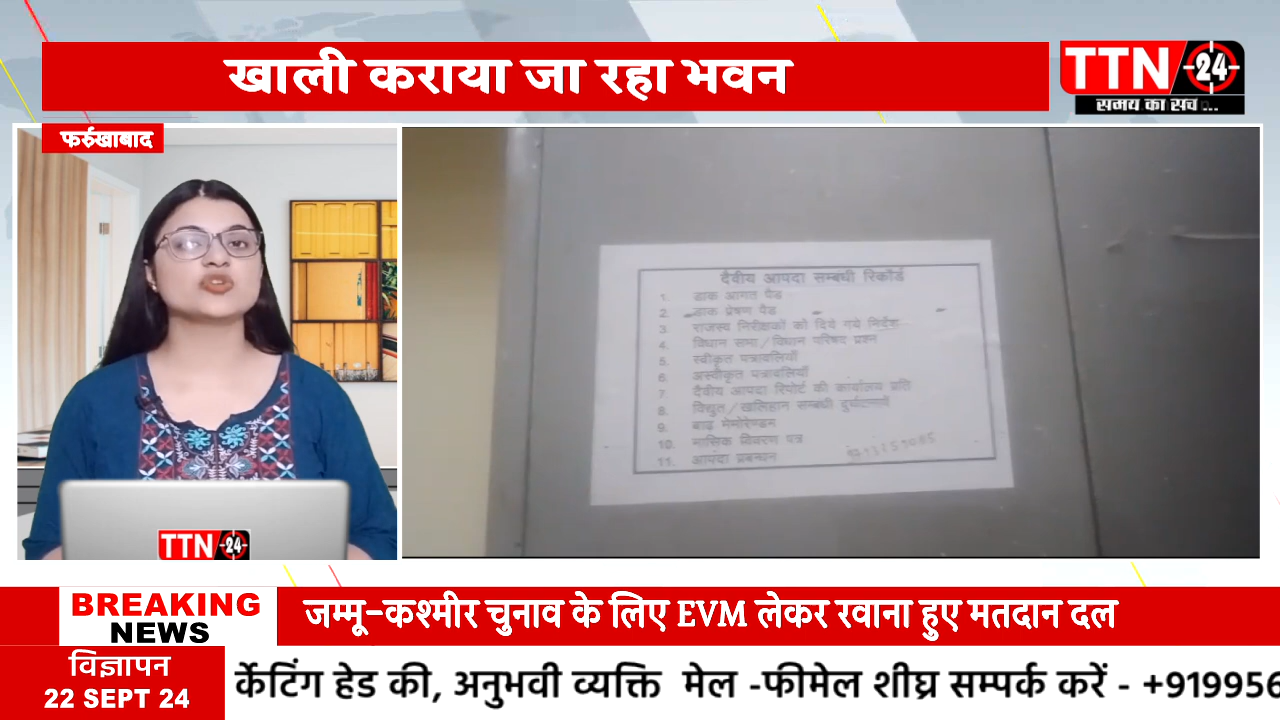 खाली कराया जा रहा भवन
TTN 24
समय का सच ...
फर्रुखाबाद
दैवीय आपदा सम्बंधी रिकॉर्ड
1. डाक आगत पैड
2. डाक प्रेषण पैड
3. राजस्व निरीक्षकों को दिये गये निर्देश
4. विधान सभा/विधान परिषद प्रश्न
5. स्वीकृत पत्रावलियाँ
6. अस्वीकृत पत्रावलियाँ
7. दैवीय आपदा रिपोर्ट की कार्यालय प्रति
8. विद्युत/खलिहान सम्बंधी दुर्घटनायें
9. बाढ़ मेमोरेण्डम
10. मासिक विवरण पत्र
11. आपदा प्रबन्धन
TTN 24
BREAKING NEWS
जम्मू-कश्मीर चुनाव के लिए EVM लेकर रवाना हुए मतदान दल
विज्ञापन
22 SEPT 24
र्केटिंग हेड की, अनुभवी व्यक्ति मेल -फीमेल शीघ्र सम्पर्क करें - +919956